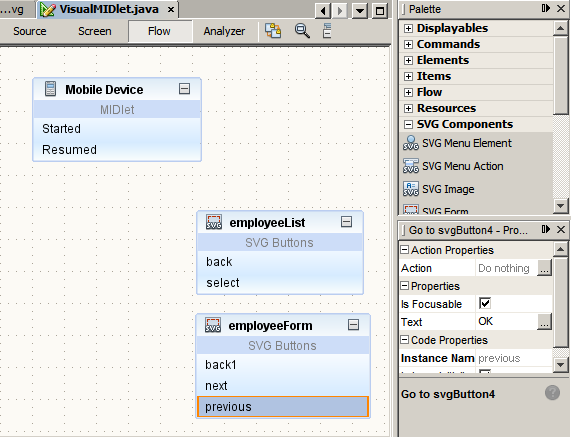 ...vg VisualMIDlet.java
Source Screen Flow Analyzer
Mobile Device
MIDlet
Started
Resumed
employeeList
SVG Buttons
back
select
employeeForm
SVG Buttons
back1
next
previous
Palette
Displayables
Commands
Elements
Items
Flow
Resources
SVG Components
SVG Menu Element
SVG Menu Action
SVG Image
SVG Form
Go to svgButton4 - Pro...
Action Properties
Action Do nothing ...
Properties
Is Focusable
Text OK ...
Code Properties
Instance Nam previous
Go to svgButton4